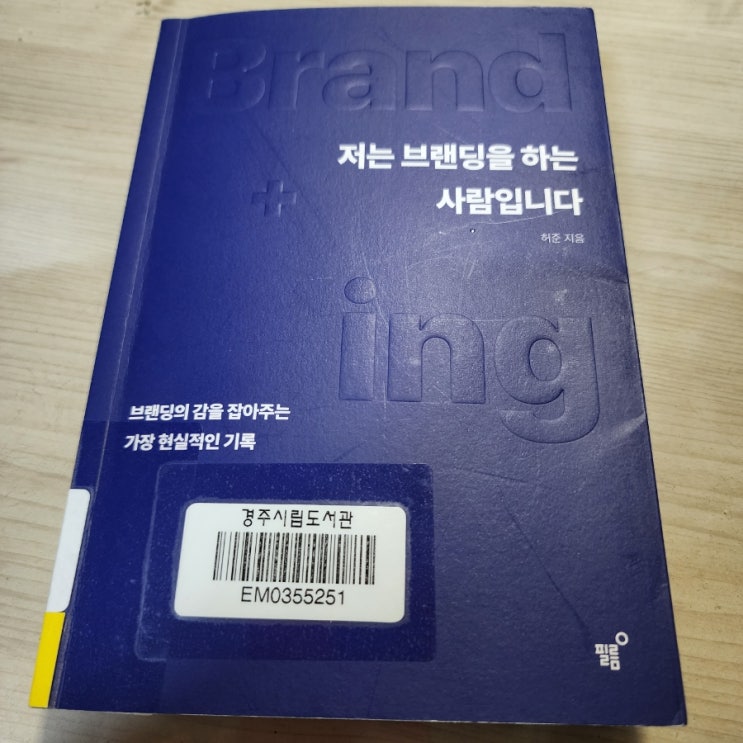 Brand
저는 브랜딩을 하는
사람입니다
+
허준 지음
ing
브랜딩의 감을 잡아주는
가장 현실적인 기록
경주시립도서관
EM0355251
필름